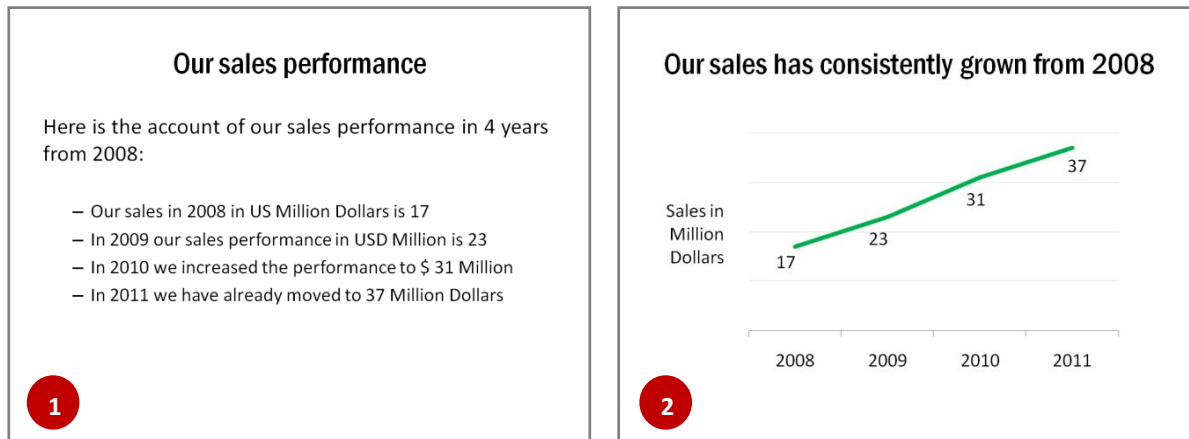 Our sales performance
Here is the account of our sales performance in 4 years
from 2008:
– Our sales in 2008 in US Million Dollars is 17
– In 2009 our sales performance in USD Million is 23
– In 2010 we increased the performance to $ 31 Million
– In 2011 we have already moved to 37 Million Dollars
1
Our sales has consistently grown from 2008
37
31
23
17
Sales in
Million
Dollars
2008 2009 2010 2011
2